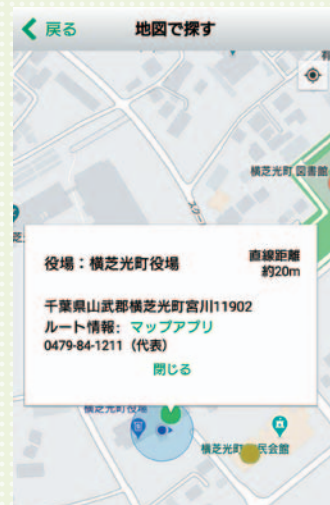 戻る
地図で探す
横芝光町 図書館
役場：横芝光町役場
直線距離
約20m
千葉県山武郡横芝光町宮川11902
ルート情報： マップアプリ
0479-84-1211（代表）
閉じる
横芝光町役場
横芝光町 民会館